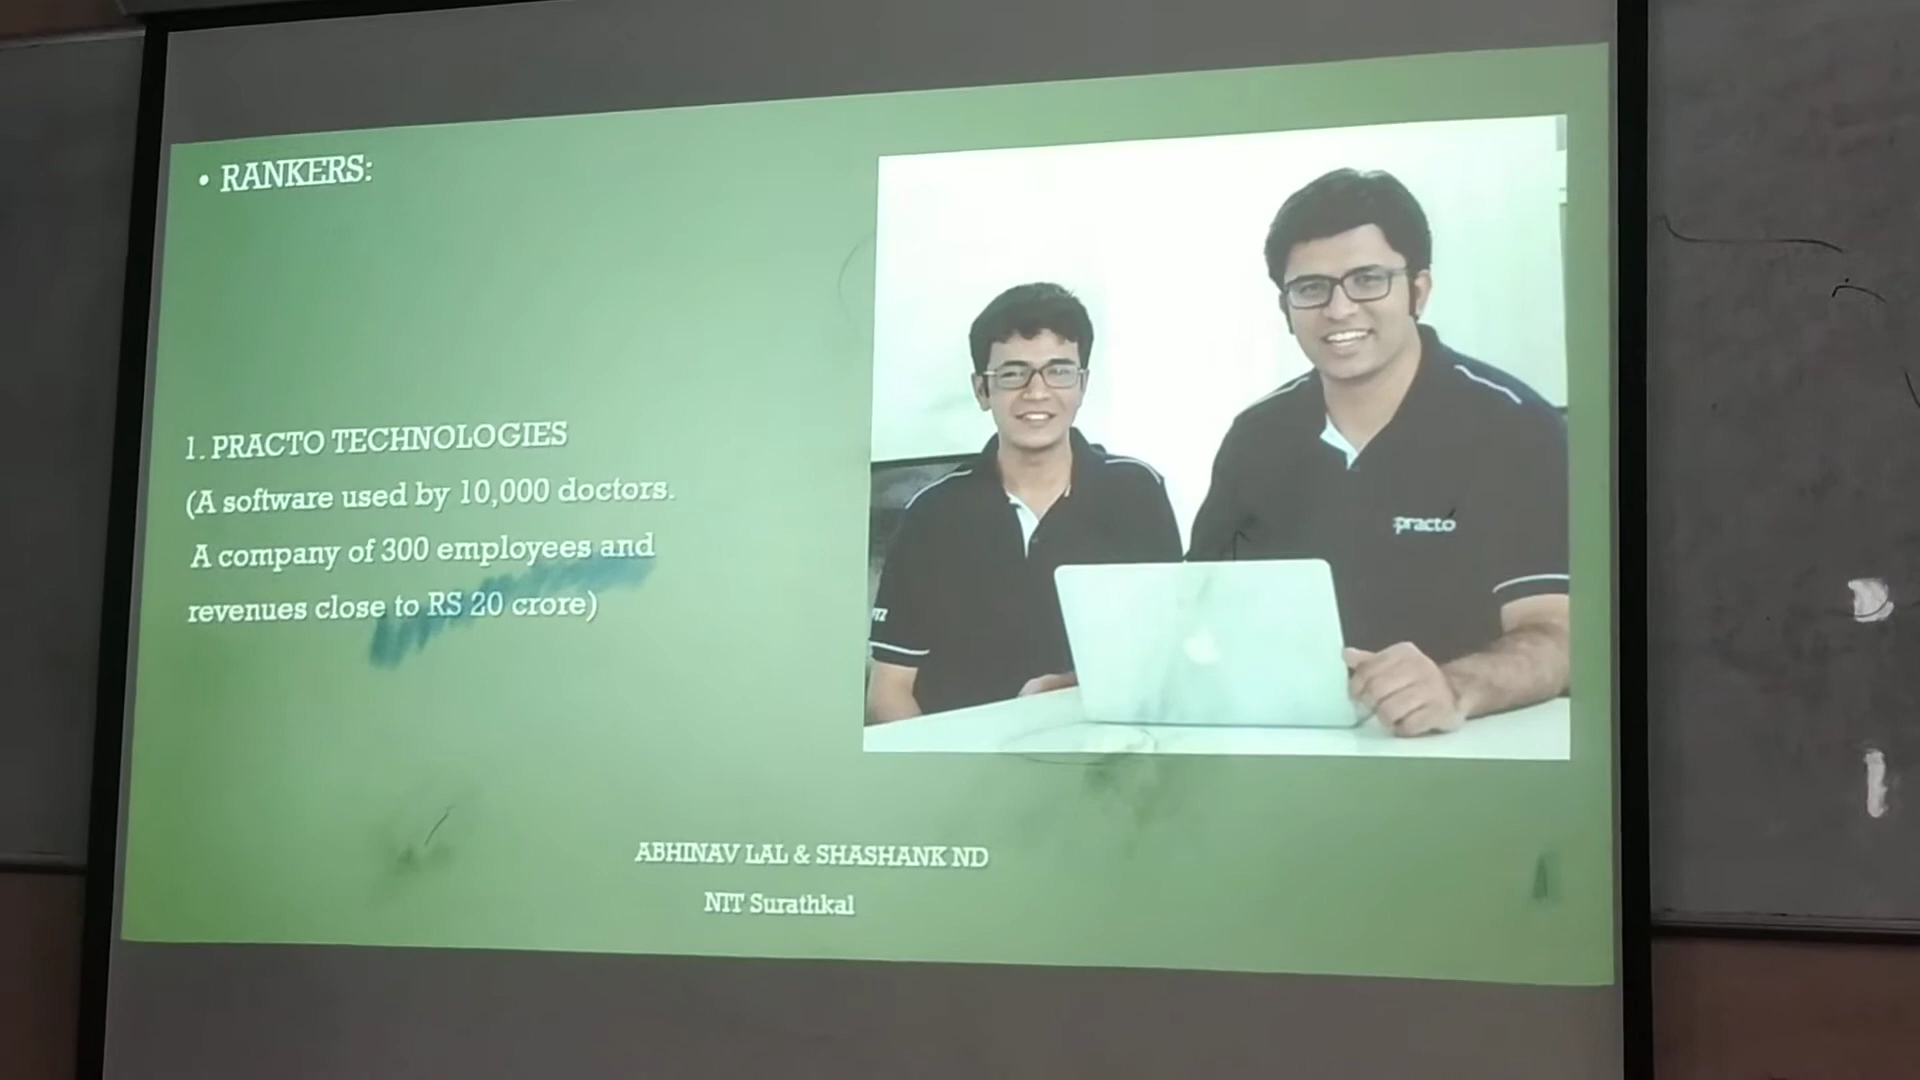 • RANKERS:
1. PRACTO TECHNOLOGIES
(A software used by 10,000 doctors.
A company of 300 employees and
revenues close to RS 20 crore)
practo
ABHINAV LAL & SHASHANK ND
NIT Surathkal